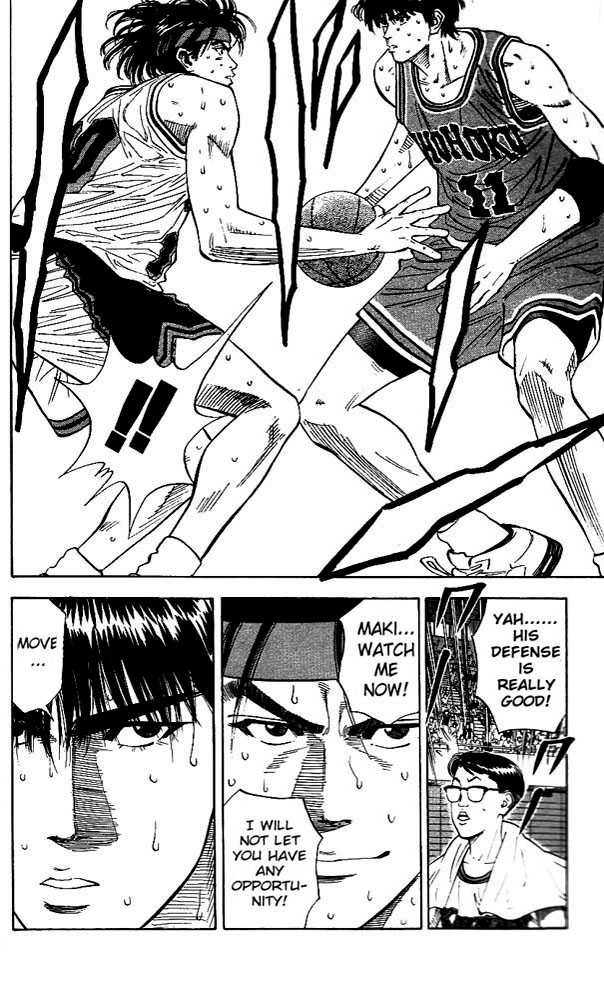 SHOHOKU
11
!!
YAH......
HIS
DEFENSE
IS
REALLY
GOOD!
MAKI...
WATCH
ME
NOW!
I WILL
NOT LET
YOU HAVE
ANY
OPPORTU-
NITY!
MOVE
...